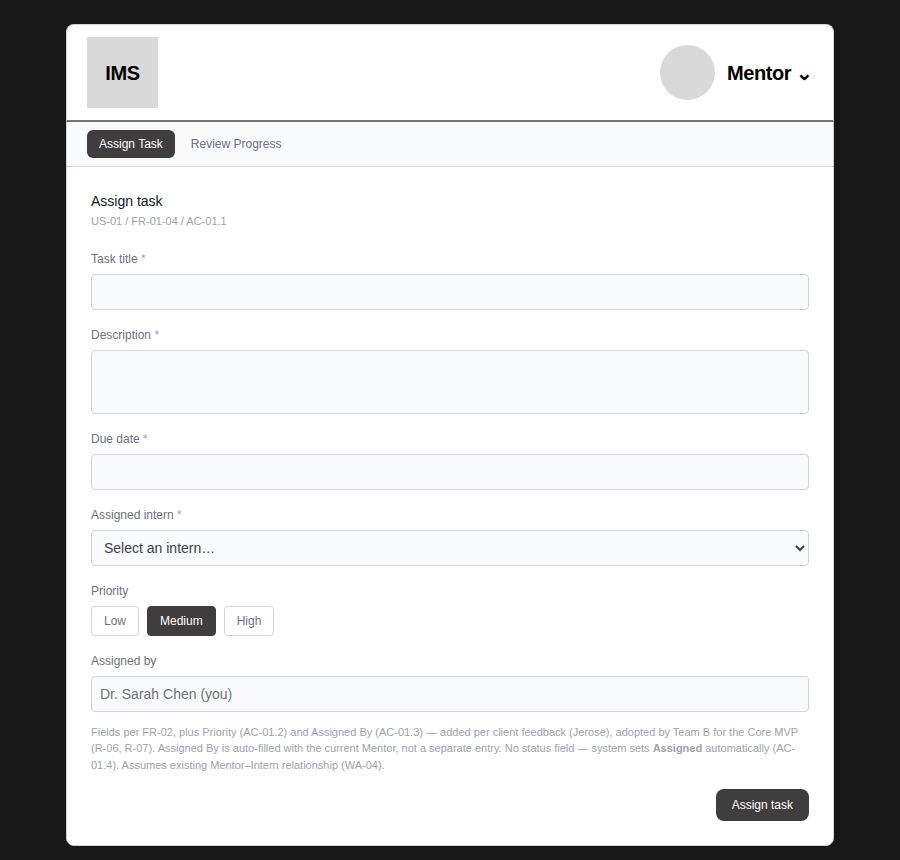 IMS
Mentor
Assign Task
Review Progress
Assign task
US-01 / FR-01-04 / AC-01.1
Task title *
Description *
Due date *
Assigned intern *
Select an intern…
Priority
Low
Medium
High
Assigned by
Dr. Sarah Chen (you)
Fields per FR-02, plus Priority (AC-01.2) and Assigned By (AC-01.3) — added per client feedback (Jerose), adopted by Team B for the Core MVP
(R-06, R-07). Assigned By is auto-filled with the current Mentor, not a separate entry. No status field — system sets Assigned automatically (AC-
01.4). Assumes existing Mentor–Intern relationship (WA-04).
Assign task